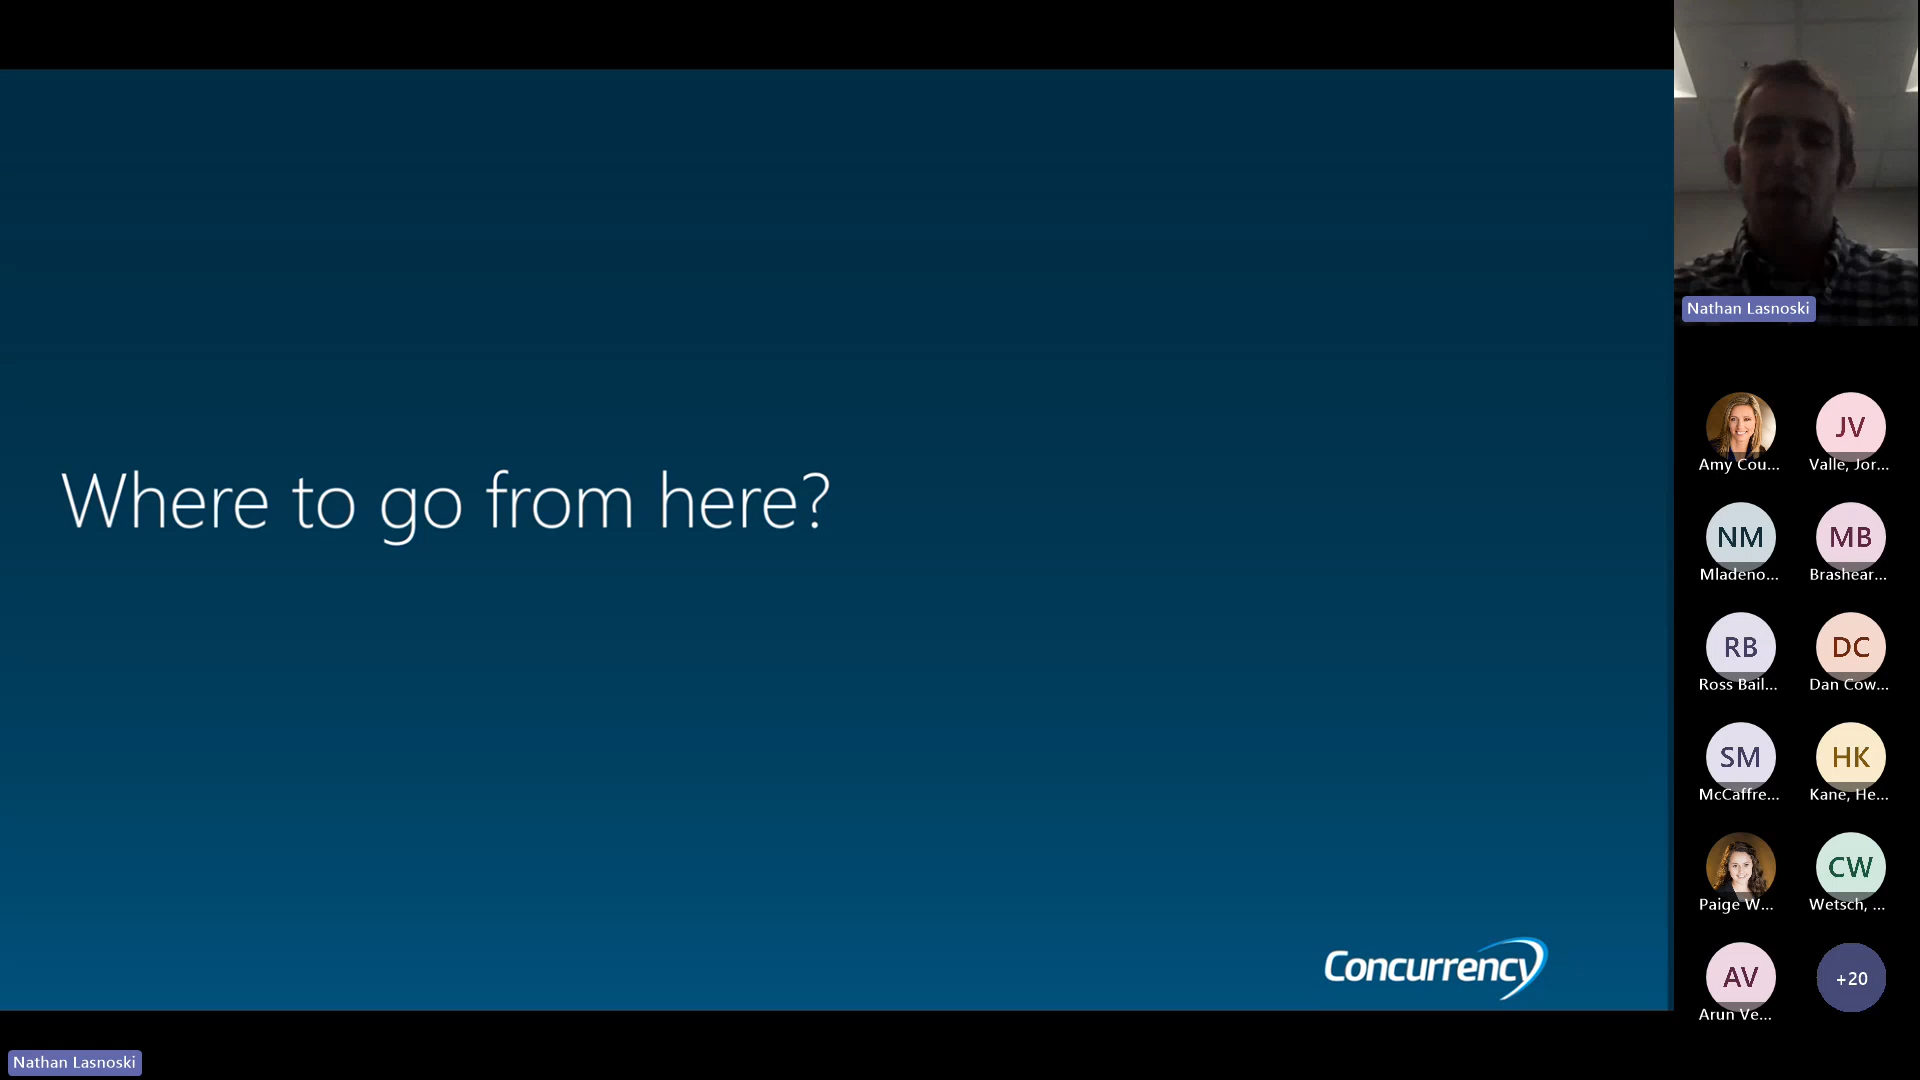 Where to go from here?
Concurrency
Nathan Lasnoski
Nathan Lasnoski
Amy Cou...
JV
Valle, Jor...
NM
Mladeno...
MB
Brashear...
RB
Ross Bail...
DC
Dan Cow...
SM
McCaffre...
HK
Kane, He...
Paige W...
CW
Wetsch, ...
AV
Arun Ve...
+20